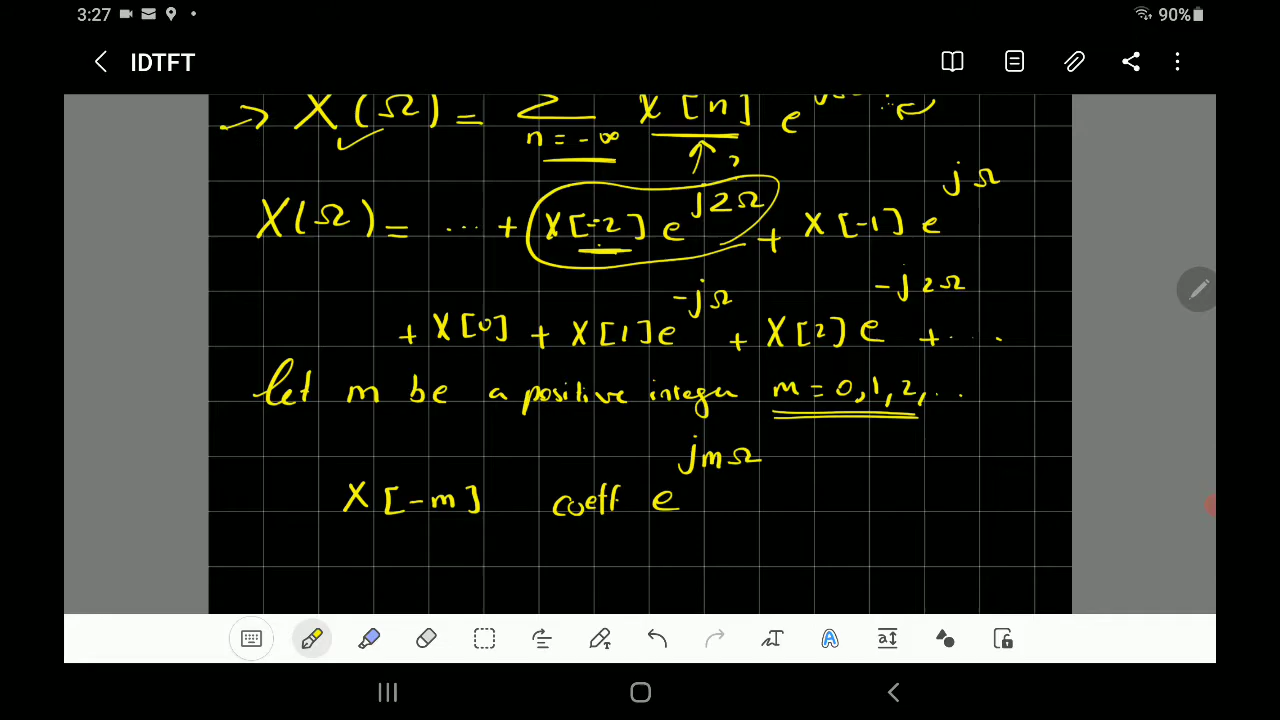 3:27 90%
IDTFT
→ X(Ω) = Σ n = -∞ X[n] e
X(Ω) = ... + X[-2] e^{j2Ω} + X[-1] e^{jΩ}
+ X[0] + X[1] e^{-jΩ} + X[2] e^{-j2Ω} + ....
let m be a positive integer m = 0, 1, 2, ...
X[-m] coeff e^{jmΩ}